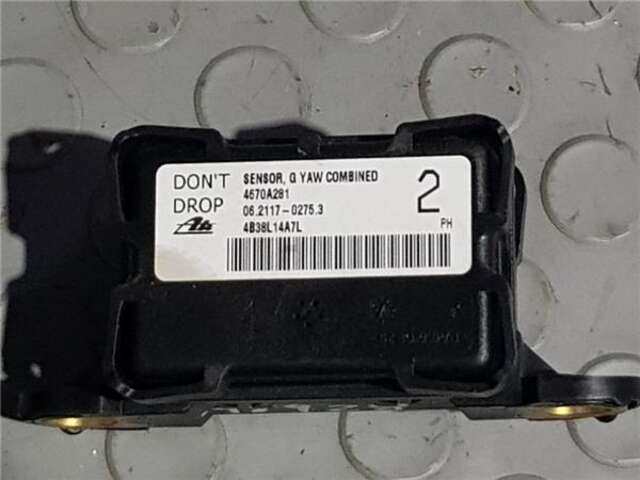 DON'T
DROP
SENSOR, G YAW COMBINED
4670A281
06.2117-0275.3
4B38L14A7L
2
PH